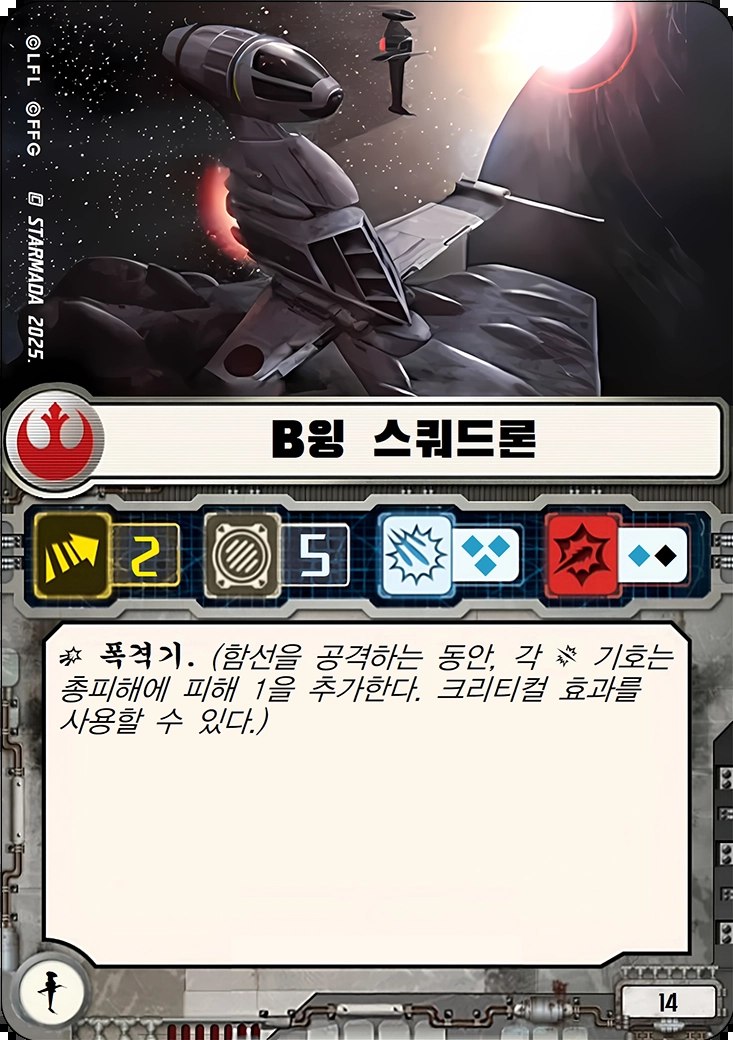 ©LFL ©FFG
STARMADA 2025.
B윙 스쿼드론
2
5
폭격기. (함선을 공격하는 동안, 각 기호는
총피해에 피해 1을 추가한다. 크리티컬 효과를
사용할 수 있다.)
14